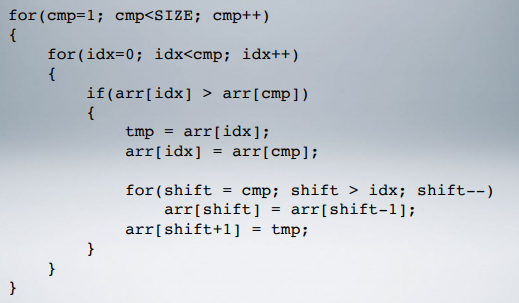 for(cmp=1; cmp<SIZE; cmp++)
{
    for(idx=0; idx<cmp; idx++)
    {
        if(arr[idx] > arr[cmp])
        {
            tmp = arr[idx];
            arr[idx] = arr[cmp];

            for(shift = cmp; shift > idx; shift--)
                arr[shift] = arr[shift-1];
            arr[shift+1] = tmp;
        }
    }
}